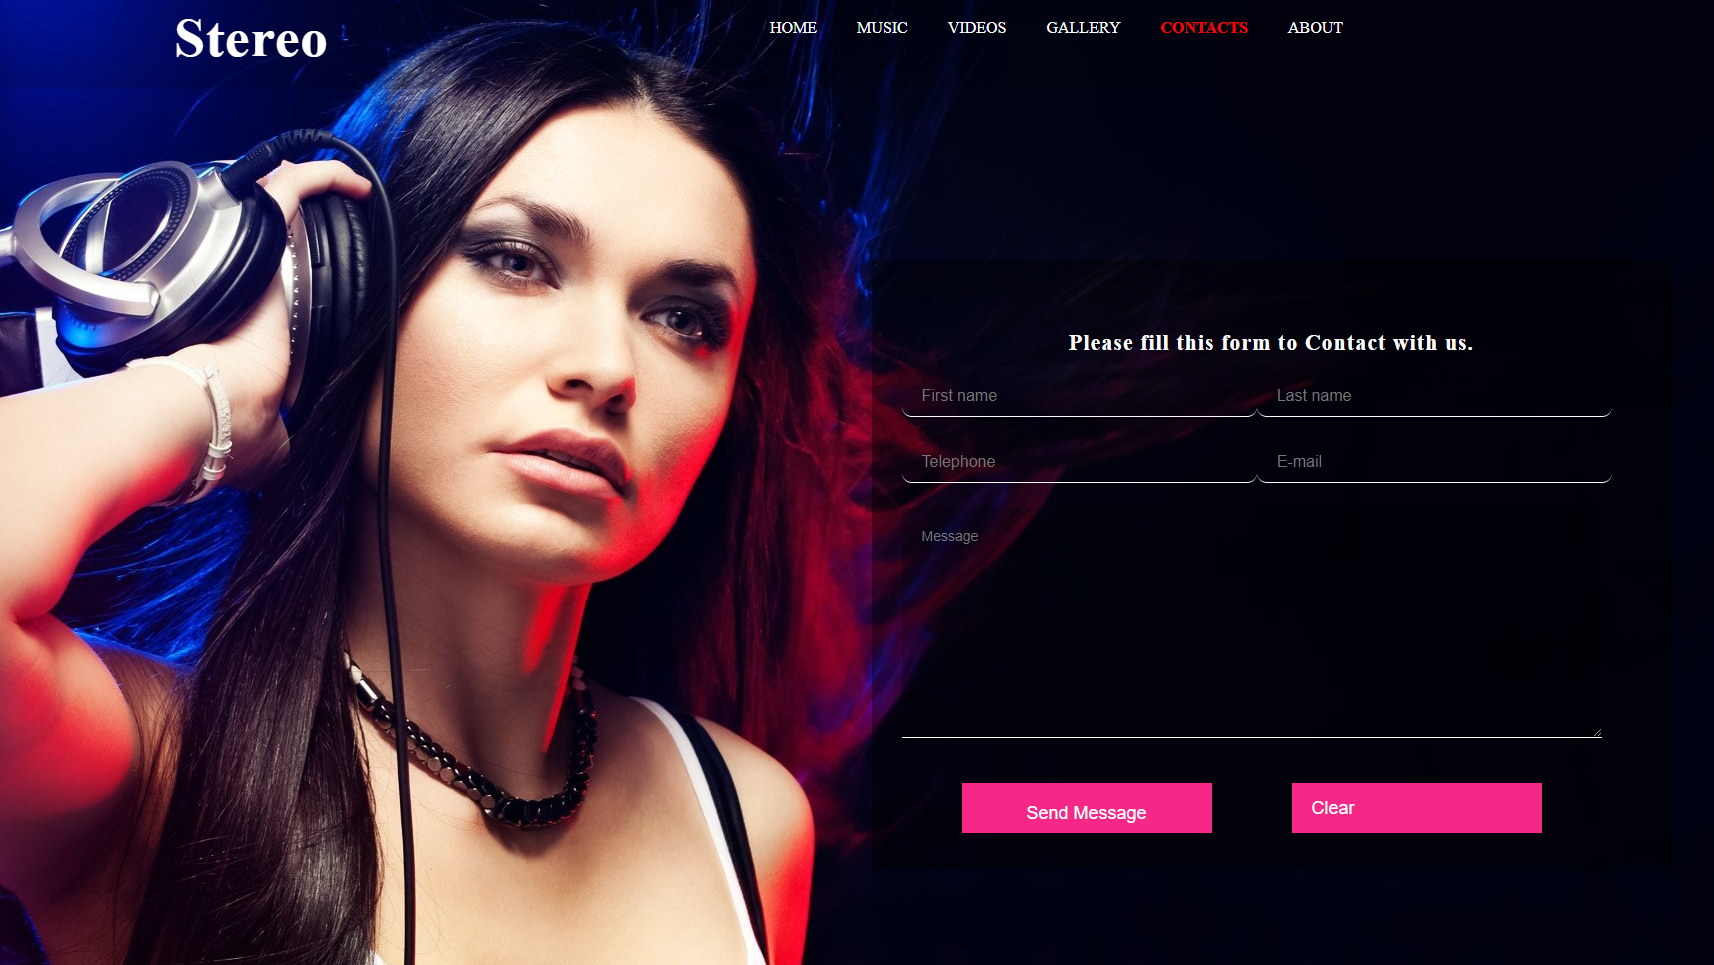 Stereo
HOME MUSIC VIDEOS GALLERY CONTACTS ABOUT
Please fill this form to Contact with us.
First name Last name
Telephone E-mail
Message
Send Message Clear